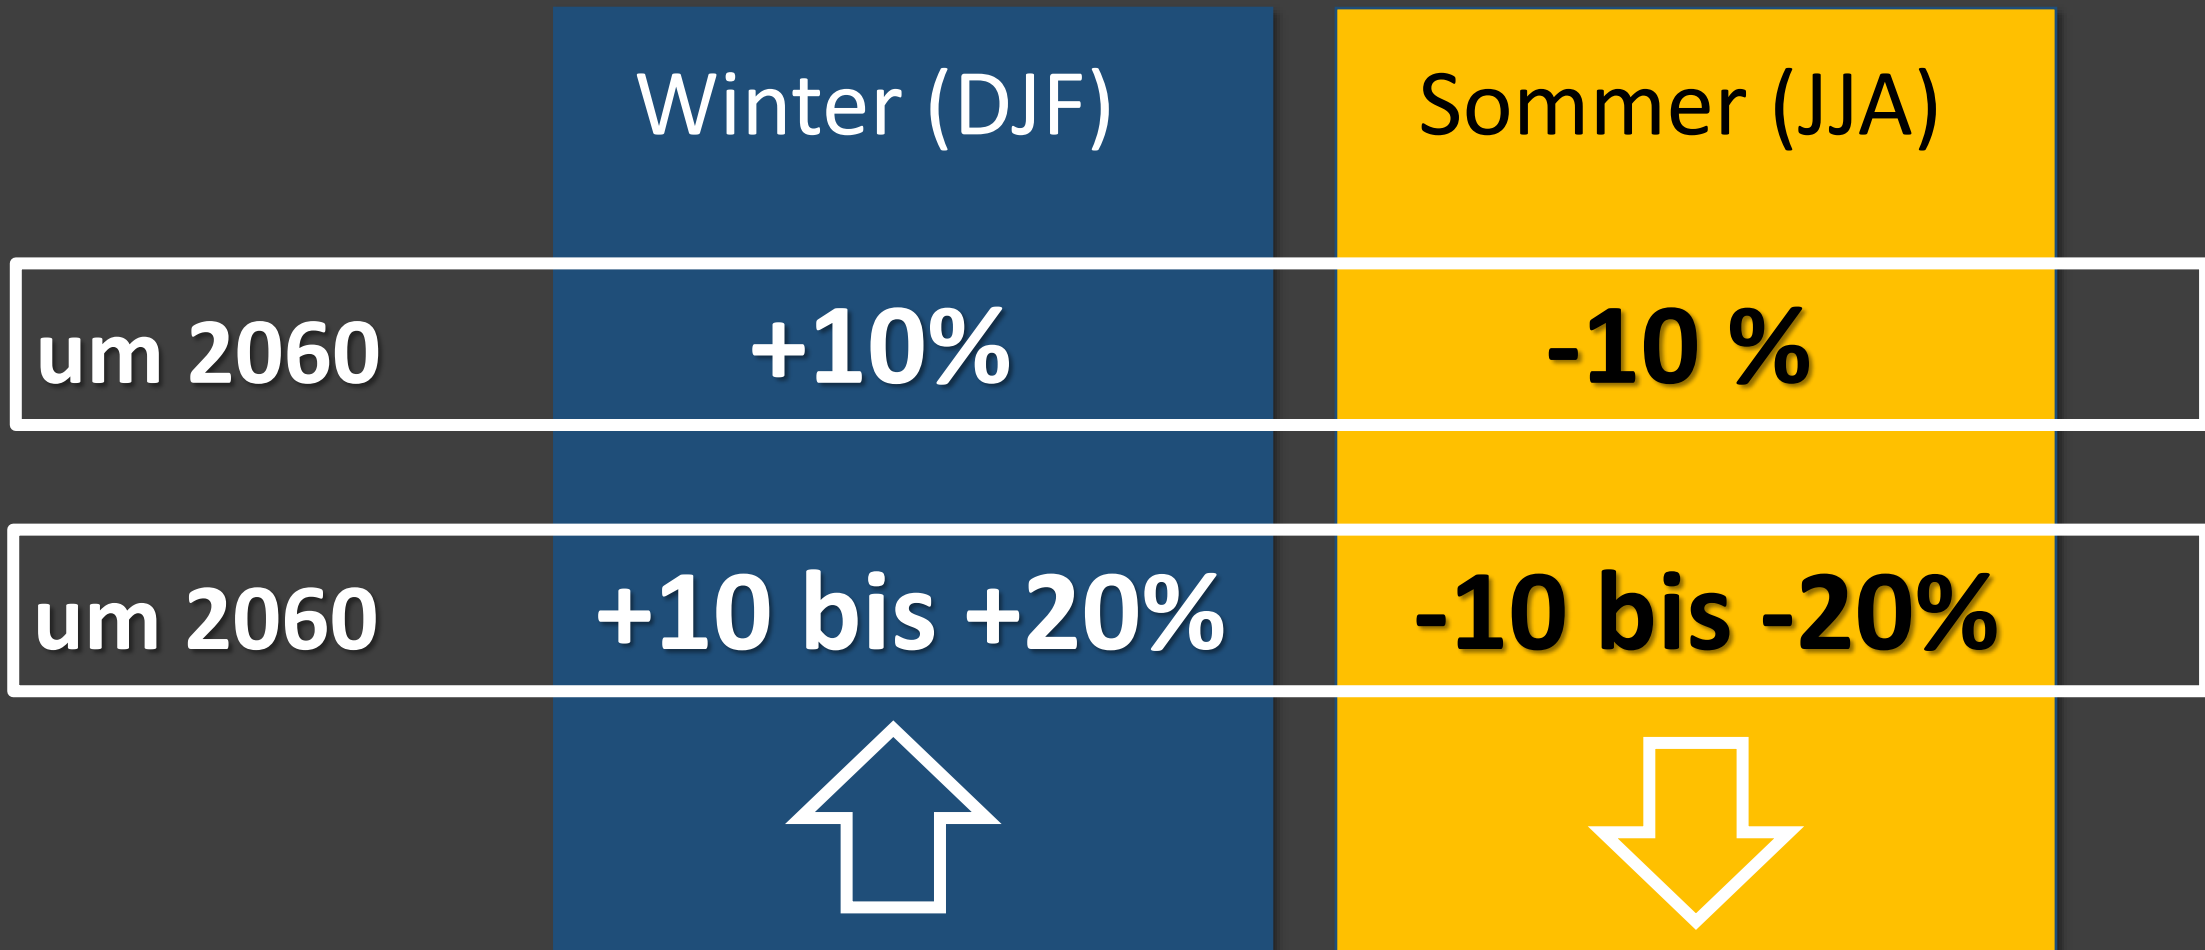 Winter (DJF) Sommer (JJA)
um 2060 +10% -10 %
um 2060 +10 bis +20% -10 bis -20%